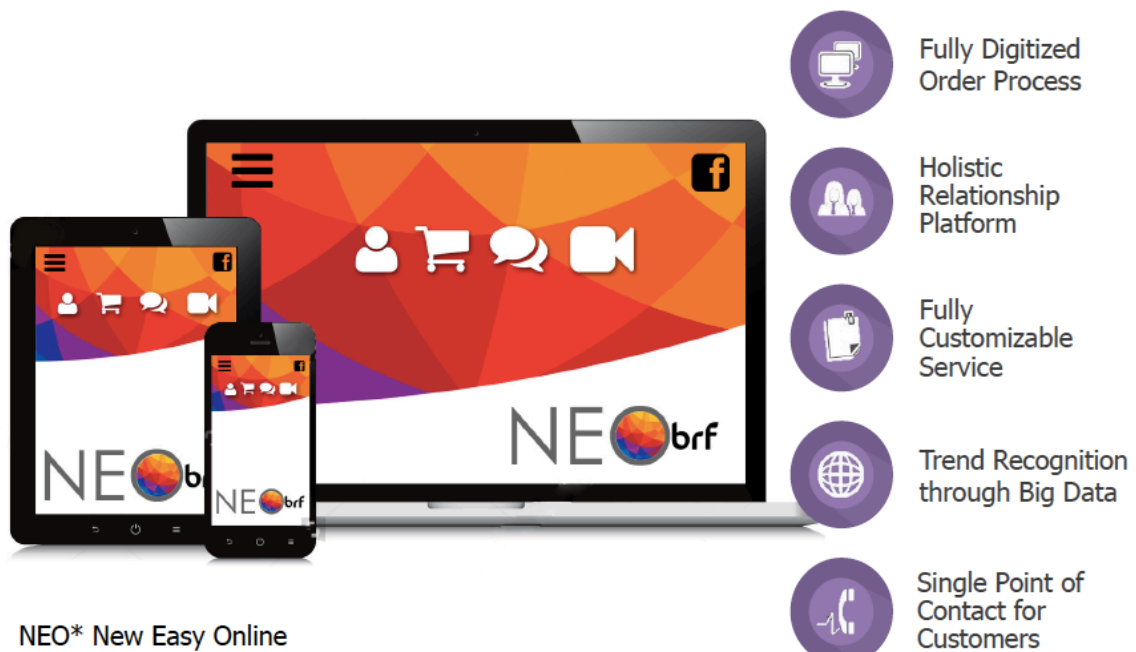 Fully Digitized
Order Process
Holistic
Relationship
Platform
Fully
Customizable
Service
Trend Recognition
through Big Data
Single Point of
Contact for
Customers
NEO brf
NEO b
NEO brf
NEO* New Easy Online